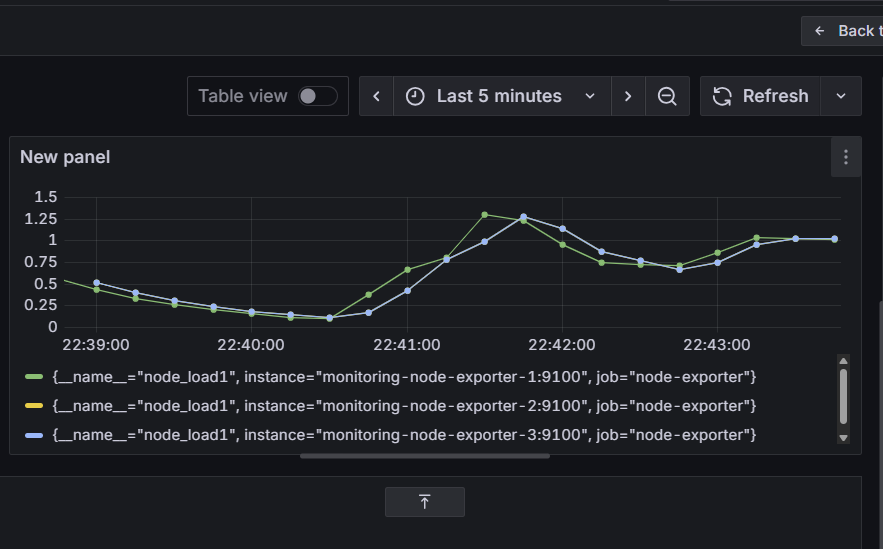 Back t
Table view Last 5 minutes Refresh
New panel
1.5
1.25
1
0.75
0.5
0.25
0
22:39:00 22:40:00 22:41:00 22:42:00 22:43:00
{__name__="node_load1", instance="monitoring-node-exporter-1:9100", job="node-exporter"}
{__name__="node_load1", instance="monitoring-node-exporter-2:9100", job="node-exporter"}
{__name__="node_load1", instance="monitoring-node-exporter-3:9100", job="node-exporter"}